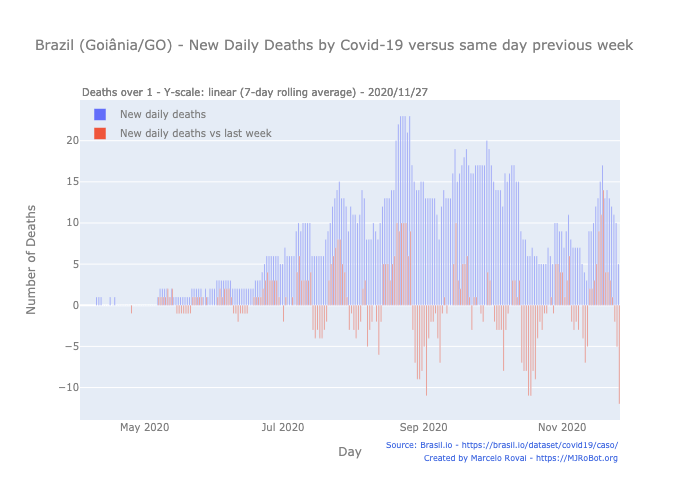 Brazil (Goiânia/GO) - New Daily Deaths by Covid-19 versus same day previous week
Deaths over 1 - Y-scale: linear (7-day rolling average) - 2020/11/27
New daily deaths
New daily deaths vs last week
20
15
10
5
0
−5
−10
Number of Deaths
May 2020
Jul 2020
Sep 2020
Nov 2020
Day
Source: Brasil.io - https://brasil.io/dataset/covid19/caso/
Created by Marcelo Rovai - https://MJRoBot.org